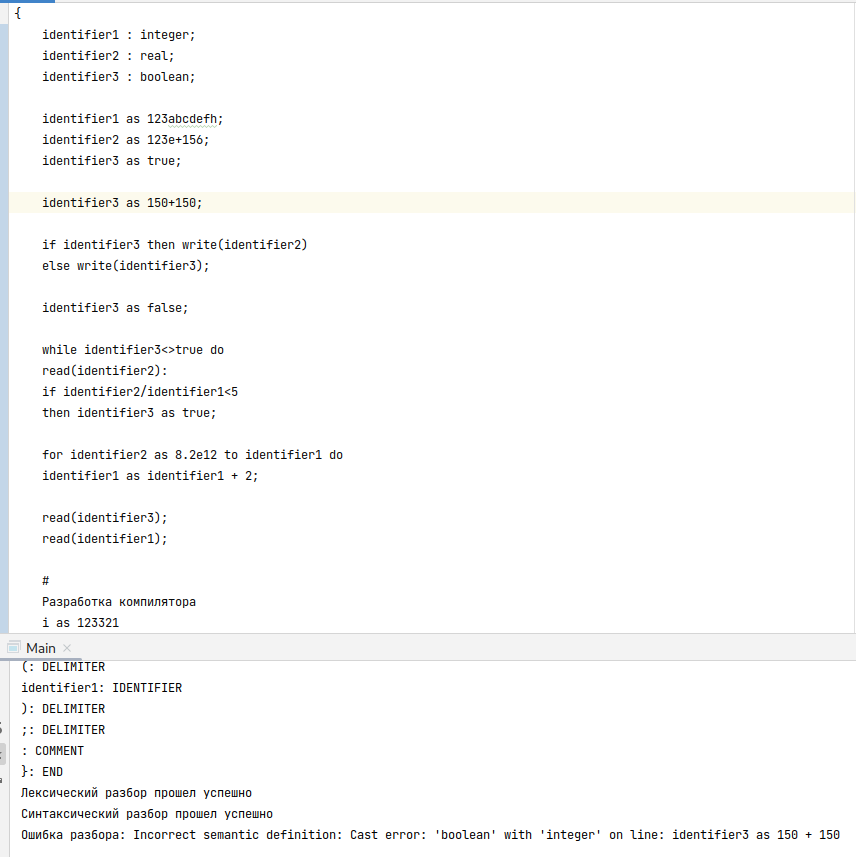 {
identifier1 : integer;
identifier2 : real;
identifier3 : boolean;
identifier1 as 123abcdefh;
identifier2 as 123e+156;
identifier3 as true;
identifier3 as 150+150;
if identifier3 then write(identifier2)
else write(identifier3);
identifier3 as false;
while identifier3<>true do
read(identifier2):
if identifier2/identifier1<5
then identifier3 as true;
for identifier2 as 8.2e12 to identifier1 do
identifier1 as identifier1 + 2;
read(identifier3);
read(identifier1);
#
Разработка компилятора
i as 123321
Main ×
(: DELIMITER
identifier1: IDENTIFIER
): DELIMITER
;: DELIMITER
: COMMENT
}: END
Лексический разбор прошел успешно
Синтаксический разбор прошел успешно
Ошибка разбора: Incorrect semantic definition: Cast error: 'boolean' with 'integer' on line: identifier3 as 150 + 150